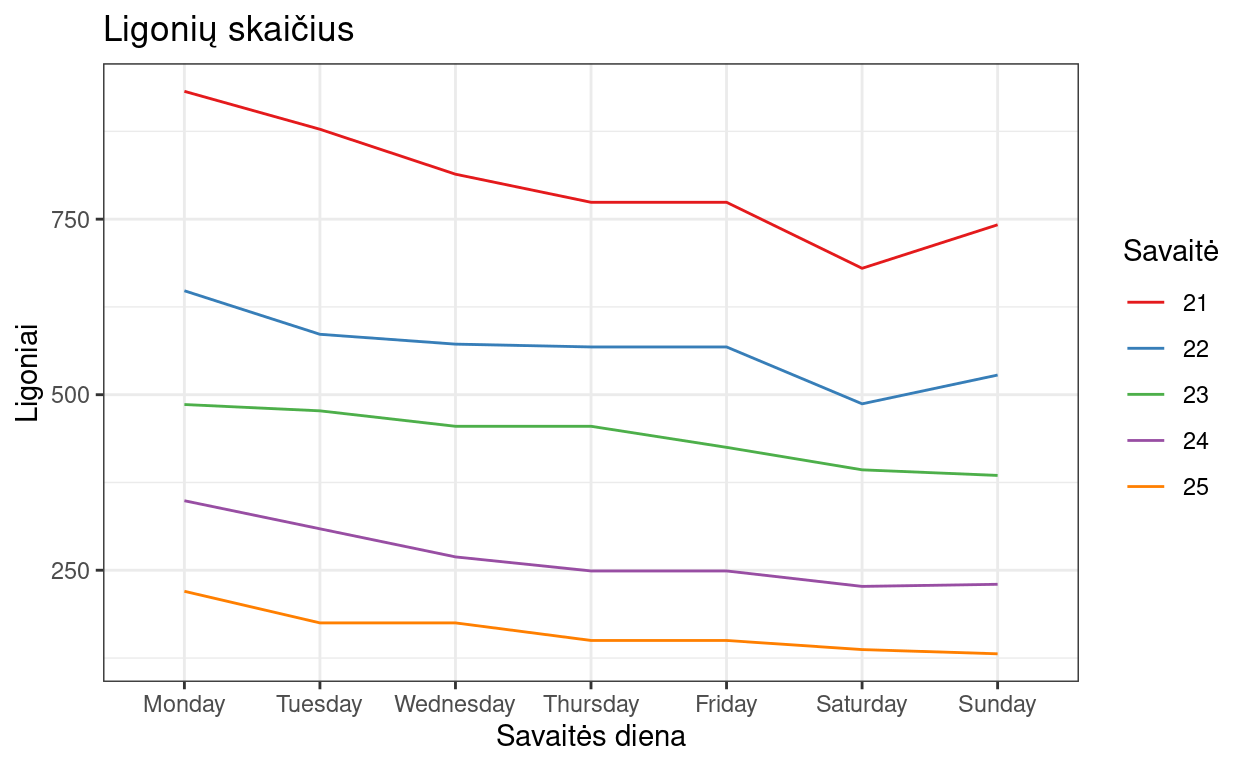 Ligonių skaičius
Ligoniai
750
500
250
Monday Tuesday Wednesday Thursday Friday Saturday Sunday
Savaitės diena
Savaitė
21
22
23
24
25